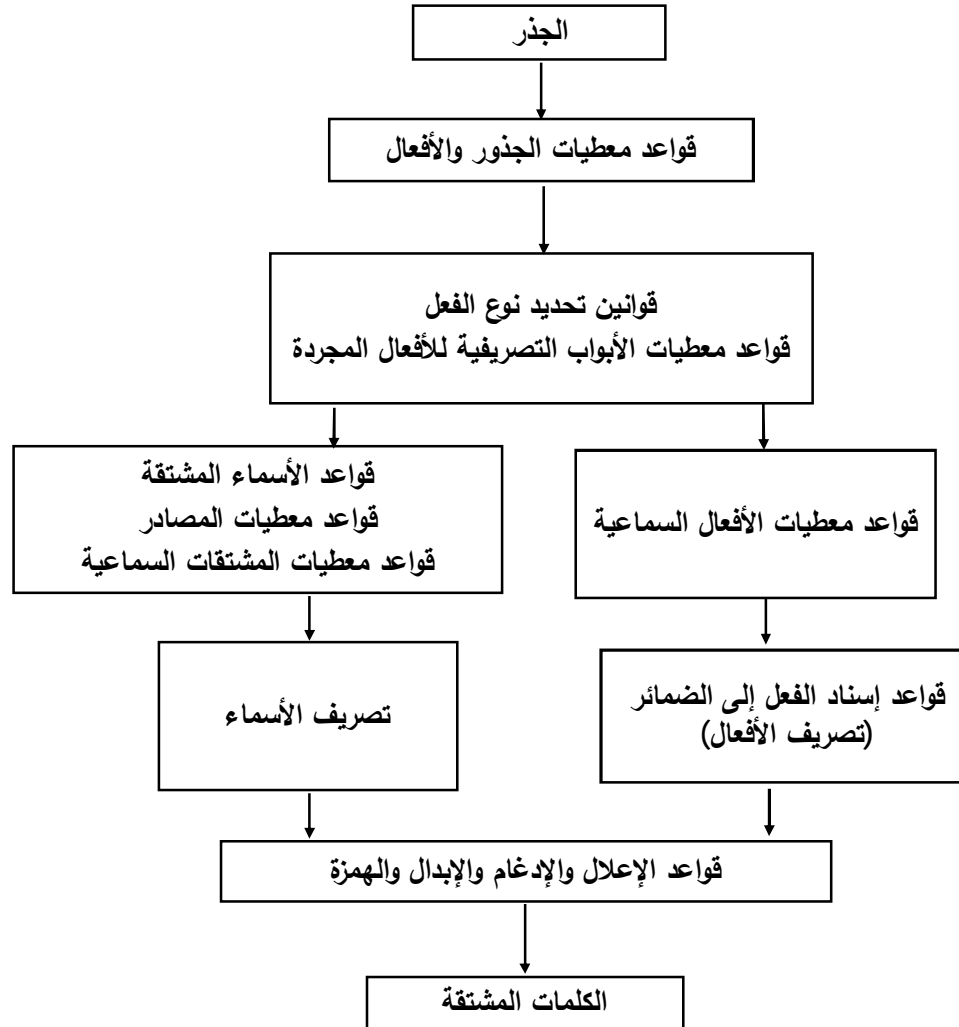 الجذر
قواعد معطيات الجذور والأفعال
قوانين تحديد نوع الفعل
قواعد معطيات الأبواب التصريفية للأفعال المجردة
قواعد معطيات الأفعال السماعية
قواعد الأسماء المشتقة
قواعد معطيات المصادر
قواعد معطيات المشتقات السماعية
قواعد إسناد الفعل إلى الضمائر
(تصريف الأفعال)
تصريف الأسماء
قواعد الإعلال والإدغام والإبدال والهمزة
الكلمات المشتقة